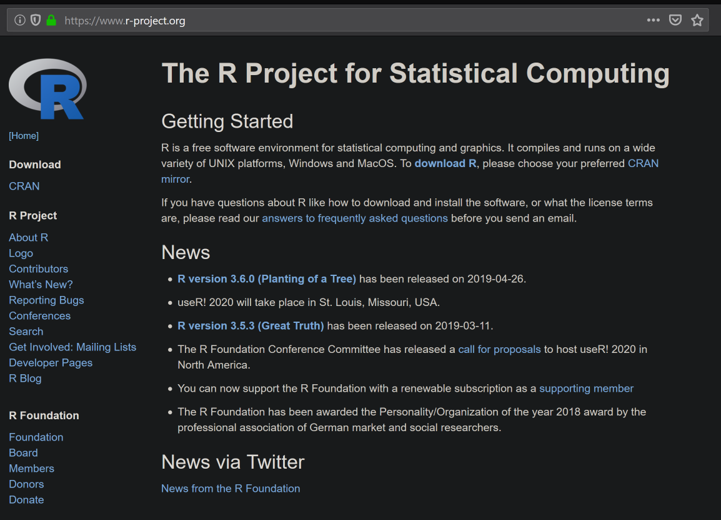 https://www.r-project.org
R
[Home]
Download
CRAN
R Project
About R
Logo
Contributors
What's New?
Reporting Bugs
Conferences
Search
Get Involved: Mailing Lists
Developer Pages
R Blog
R Foundation
Foundation
Board
Members
Donors
Donate
The R Project for Statistical Computing
Getting Started
R is a free software environment for statistical computing and graphics. It compiles and runs on a wide
variety of UNIX platforms, Windows and MacOS. To download R, please choose your preferred CRAN
mirror.
If you have questions about R like how to download and install the software, or what the license terms
are, please read our answers to frequently asked questions before you send an email.
News
• R version 3.6.0 (Planting of a Tree) has been released on 2019-04-26.
• useR! 2020 will take place in St. Louis, Missouri, USA.
• R version 3.5.3 (Great Truth) has been released on 2019-03-11.
• The R Foundation Conference Committee has released a call for proposals to host useR! 2020 in
North America.
• You can now support the R Foundation with a renewable subscription as a supporting member
• The R Foundation has been awarded the Personality/Organization of the year 2018 award by the
professional association of German market and social researchers.
News via Twitter
News from the R Foundation